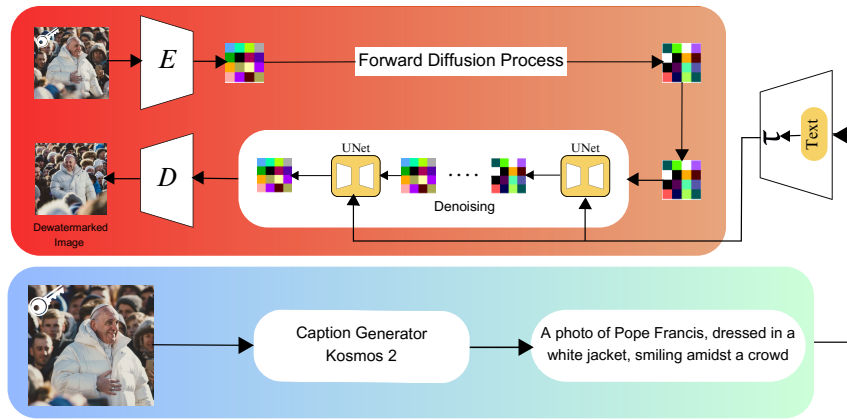 E
Forward Diffusion Process
τ
Text
UNet
UNet
D
Denoising
Dewatermarked
Image
Caption Generator
Kosmos 2
A photo of Pope Francis, dressed in a
white jacket, smiling amidst a crowd